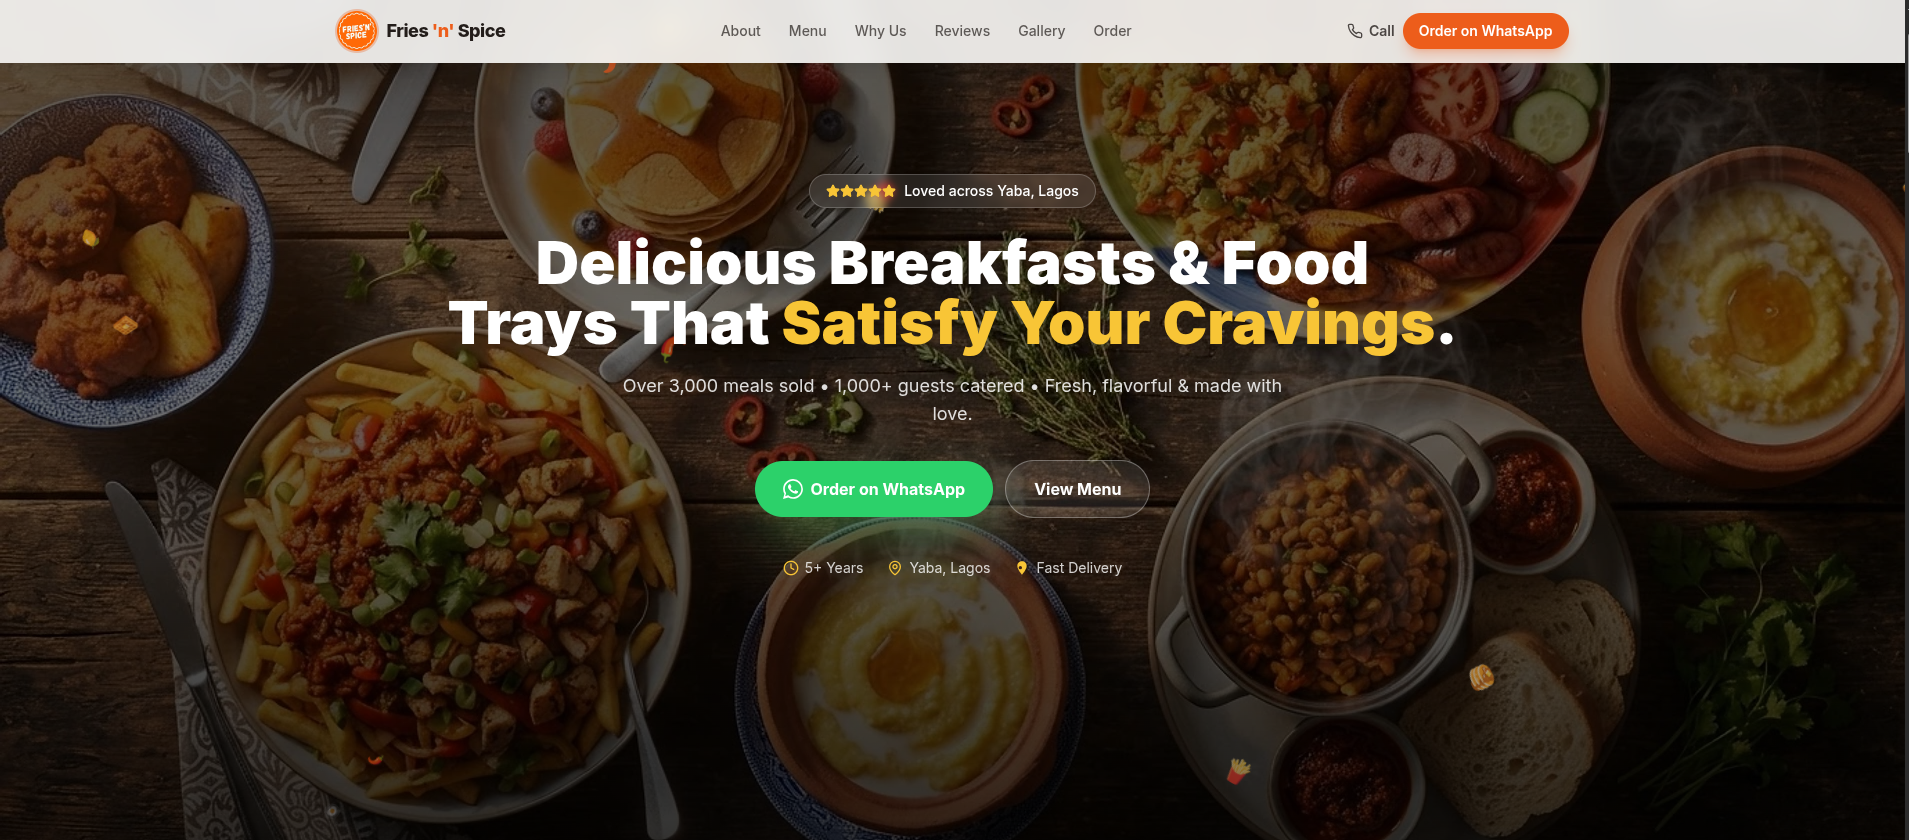 FRIES 'N' SPICE
Fries 'n' Spice
About
Menu
Why Us
Reviews
Gallery
Order
Call
Order on WhatsApp
Loved across Yaba, Lagos
Delicious Breakfasts & Food
Trays That Satisfy Your Cravings.
Over 3,000 meals sold • 1,000+ guests catered • Fresh, flavorful & made with
love.
Order on WhatsApp
View Menu
5+ Years
Yaba, Lagos
Fast Delivery